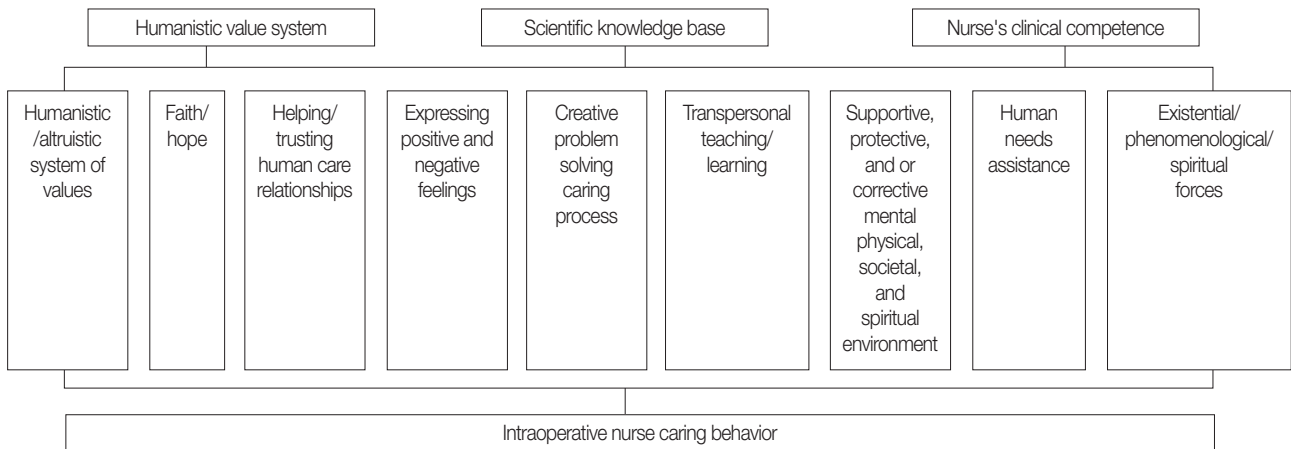 Humanistic value system
Scientific knowledge base
Nurse's clinical competence
Humanistic
/altruistic
system of
values
Faith/
hope
Helping/
trusting
human care
relationships
Expressing
positive and
negative
feelings
Creative
problem
solving
caring
process
Transpersonal
teaching/
learning
Supportive,
protective,
and or
corrective
mental
physical,
societal,
and
spiritual
environment
Human
needs
assistance
Existential/
phenomenological/
spiritual
forces
Intraoperative nurse caring behavior